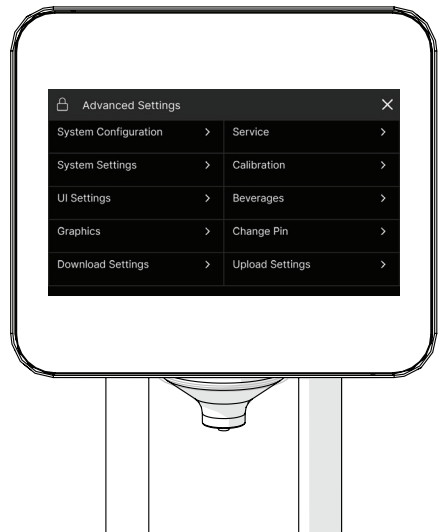 Advanced Settings
System Configuration
Service
System Settings
Calibration
UI Settings
Beverages
Graphics
Change Pin
Download Settings
Upload Settings